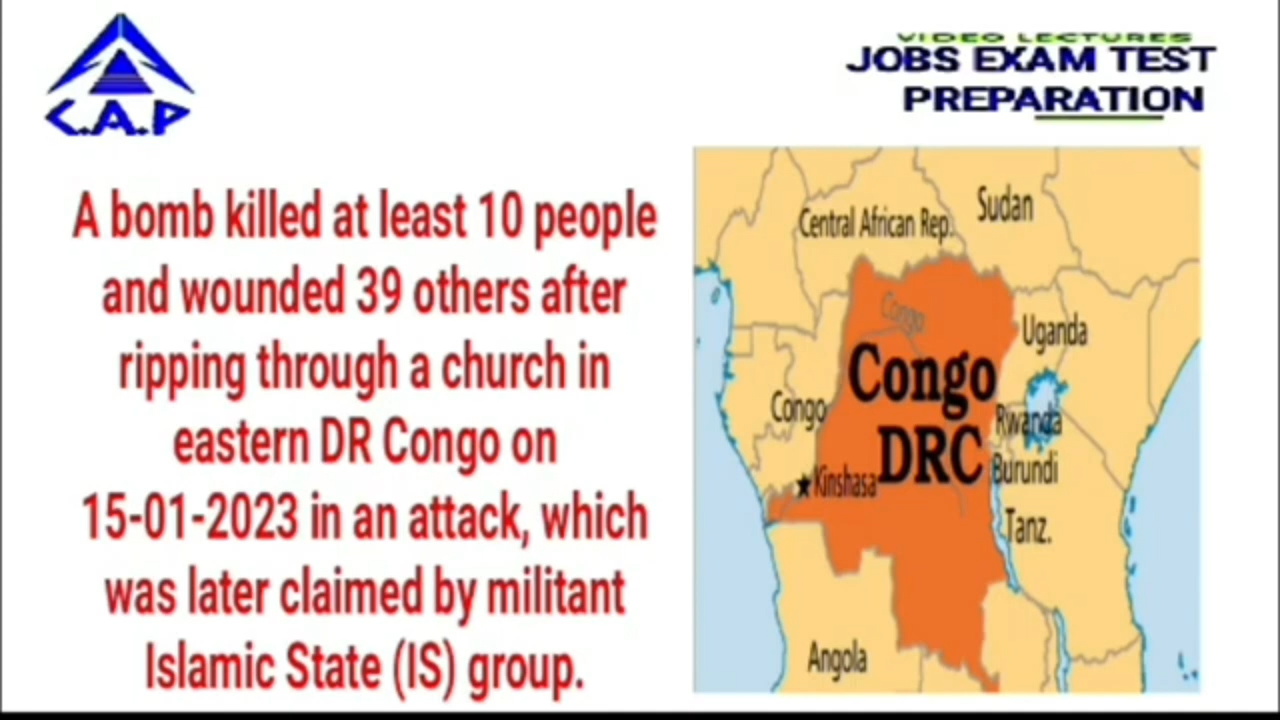 C.A.P
VIDEO LECTURES
JOBS EXAM TEST
PREPARATION
A bomb killed at least 10 people
and wounded 39 others after
ripping through a church in
eastern DR Congo on
15-01-2023 in an attack, which
was later claimed by militant
Islamic State (IS) group.
Sudan
Central African Rep.
Congo
Uganda
Congo
DRC
Congo
Rwanda
Kinshasa
Burundi
Tanz.
Angola